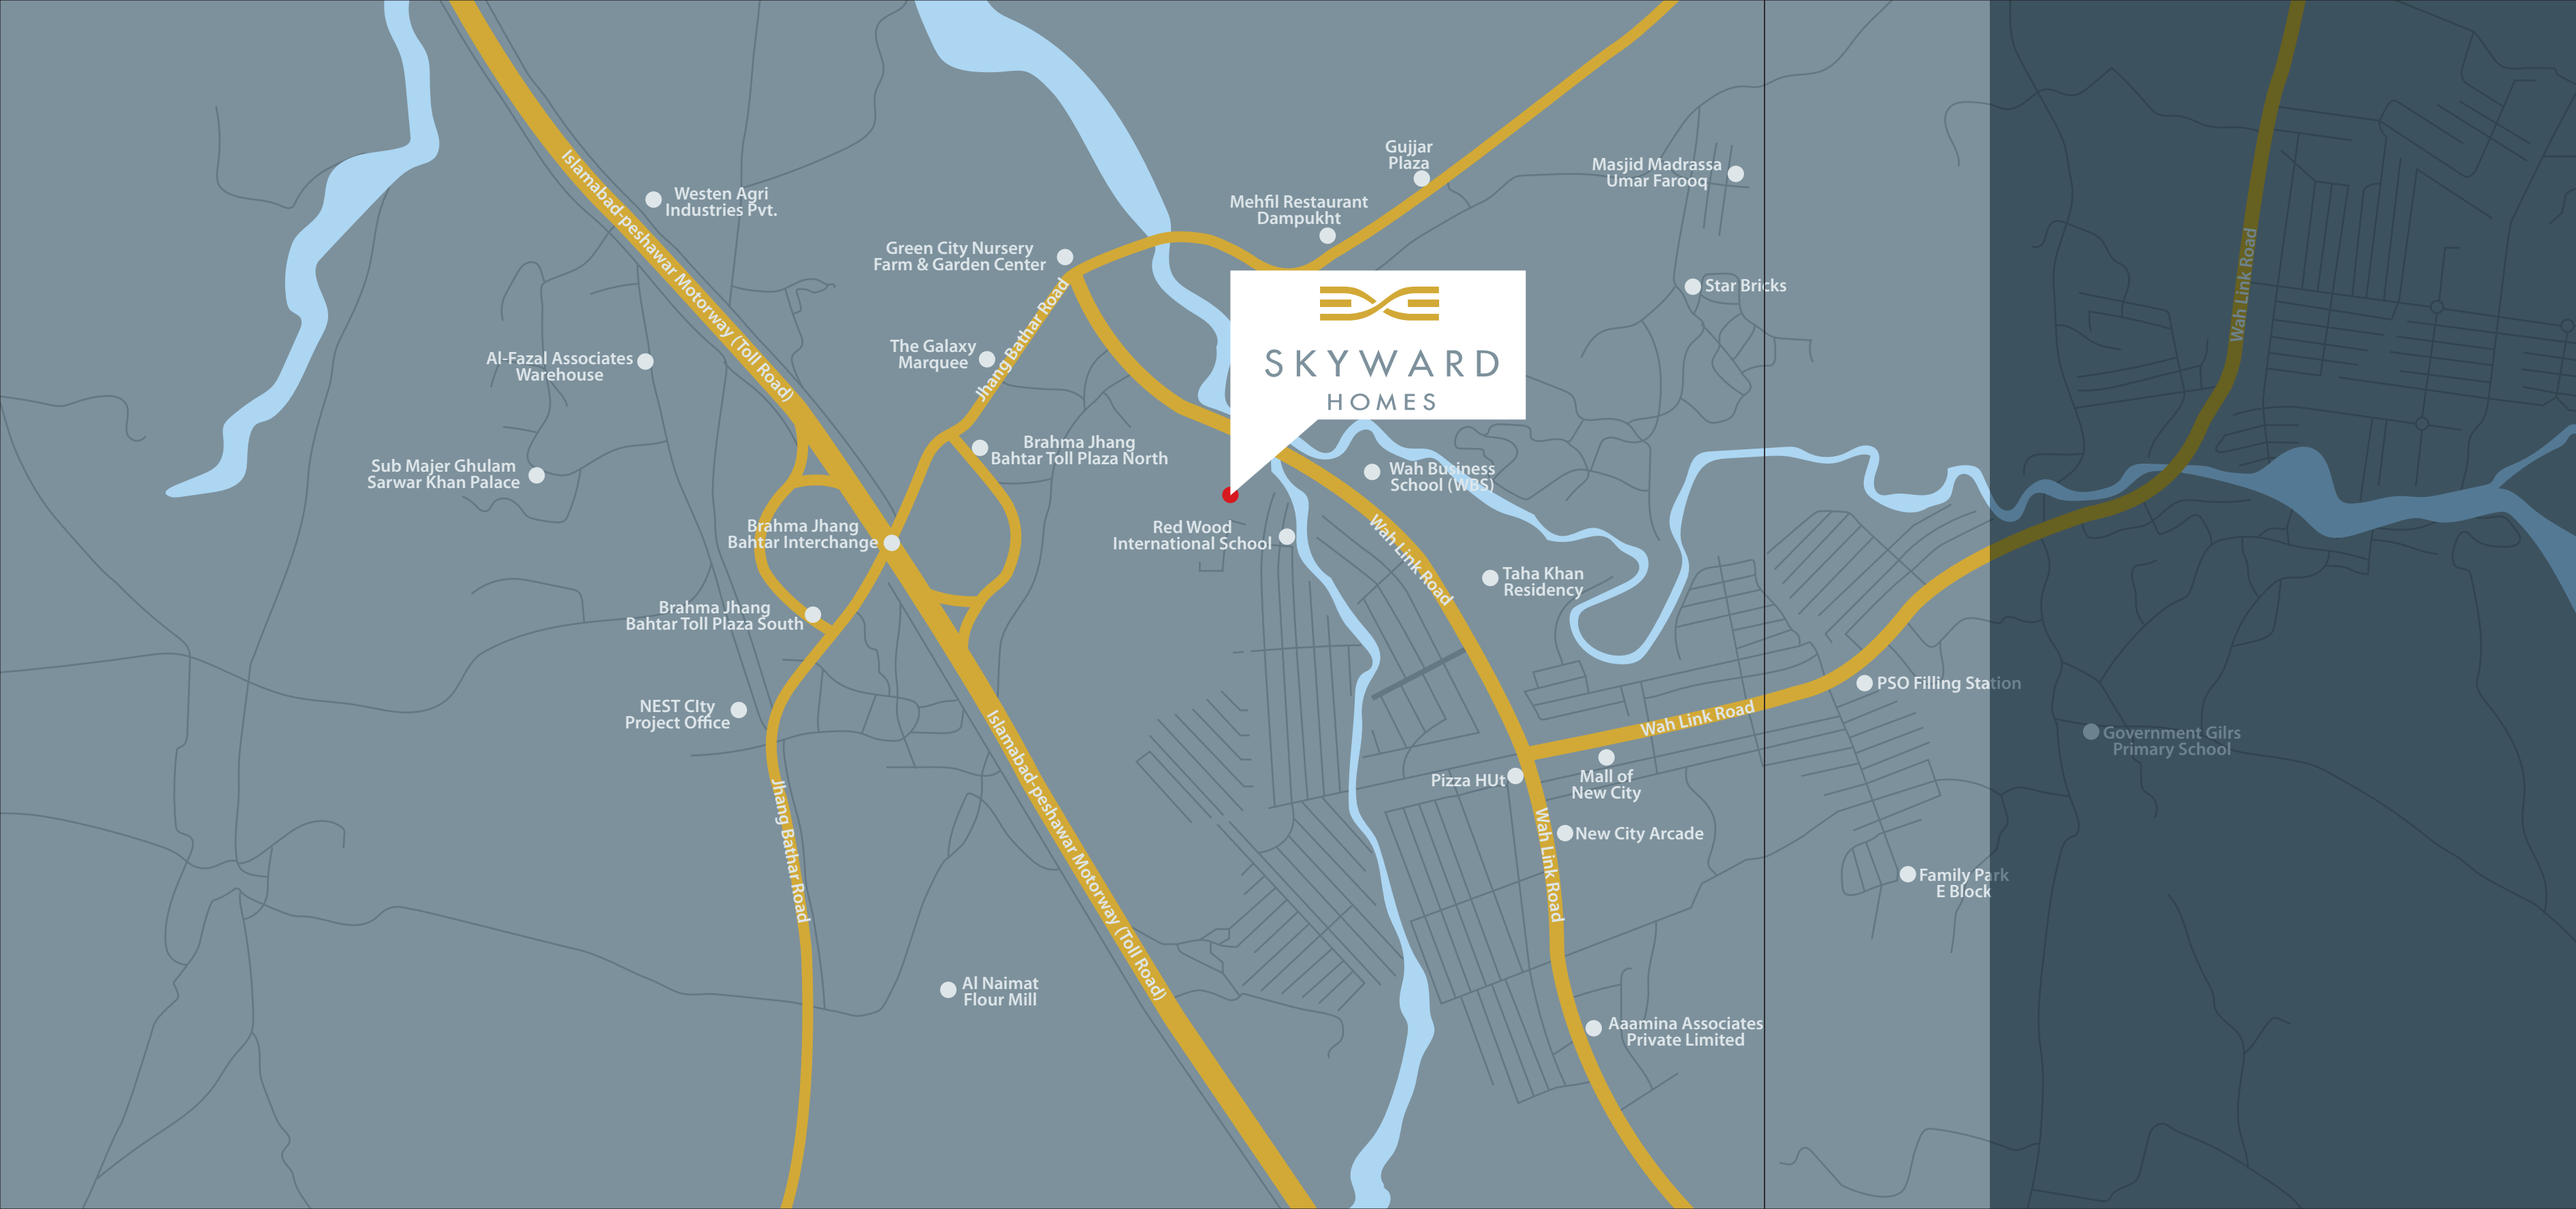 Gujjar
Plaza
Masjid Madrassa
Umar Farooq
Westen Agri
Industries Pvt.
Mehfil Restaurant
Dampukht
Green City Nursery
Farm & Garden Center
Islamabad-peshawar Motorway (Toll Road)
Jhang Bathar Road
Star Bricks
Wah Link Road
SKYWARD
HOMES
The Galaxy
Marquee
Al-Fazal Associates
Warehouse
Brahma Jhang
Bahtar Toll Plaza North
Sub Majer Ghulam
Sarwar Khan Palace
Wah Business
School (WBS)
Brahma Jhang
Bahtar Interchange
Red Wood
International School
Wah Link Road
Taha Khan
Residency
Brahma Jhang
Bahtar Toll Plaza South
PSO Filling Station
NEST CIty
Project Office
Wah Link Road
Government Gilrs
Primary School
Pizza HUt
Mall of
New City
Islamabad-peshawar Motorway (Toll Road)
Jhang Bathar Road
Wah Link Road
New City Arcade
Family Park
E Block
Al Naimat
Flour Mill
Aaamina Associates
Private Limited